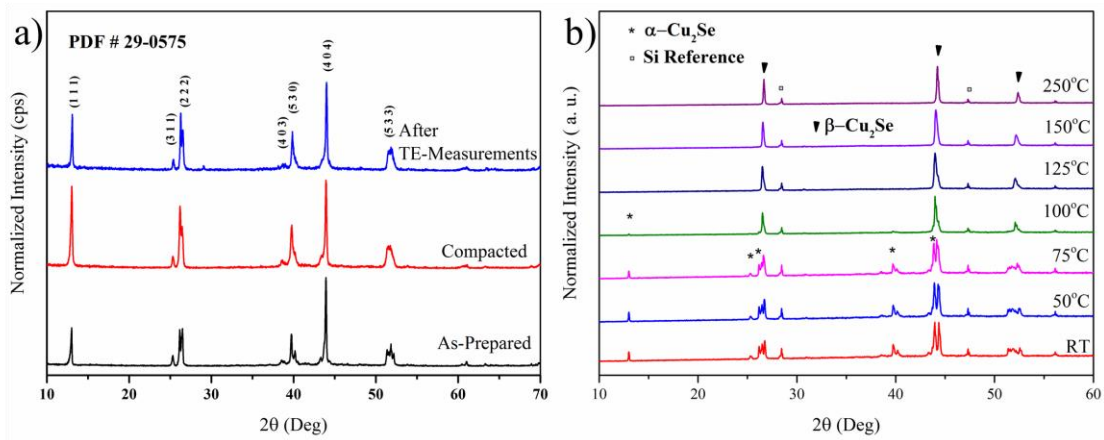 a)
PDF # 29-0575
(1 1 1)
(3 1 1)
(2 2 2)
(4 0 3)
(5 3 0)
(4 0 4)
(5 3 3)
After
TE-Measurements
Compacted
As-Prepared
Normalized Intensity (cps)
10 20 30 40 50 60 70
2θ (Deg)
b)
* α−Cu₂Se
▫ Si Reference
β−Cu₂Se
250°C
150°C
125°C
100°C
75°C
50°C
RT
Normalized Intensity ( a. u.)
10 20 30 40 50 60
2θ (Deg)